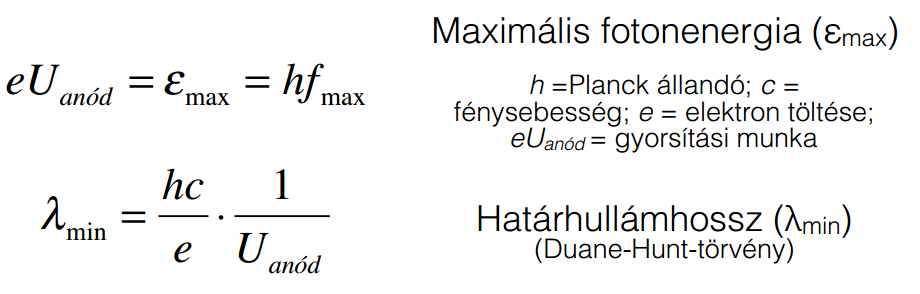 Maximális fotonenergia (ε_max)
eU_anód = ε_max = hf_max
h =Planck állandó; c =
fénysebesség; e = elektron töltése;
eU_anód = gyorsítási munka
λ_min = hc/e · 1/U_anód
Határhullámhossz (λ_min)
(Duane-Hunt-törvény)